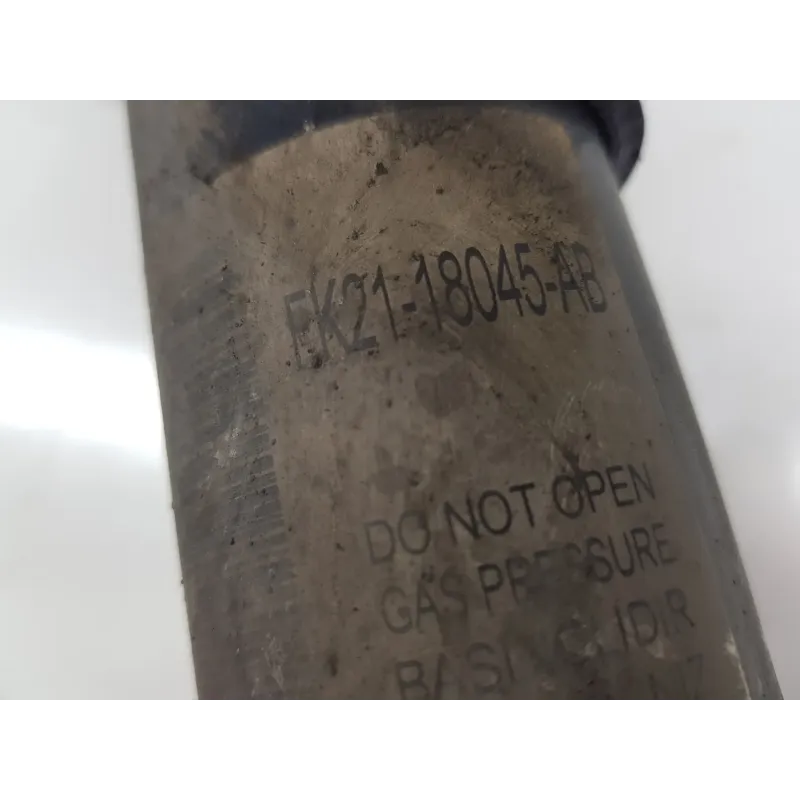 EK21-18045-AB
DO NOT OPEN
GAS PRESSURE